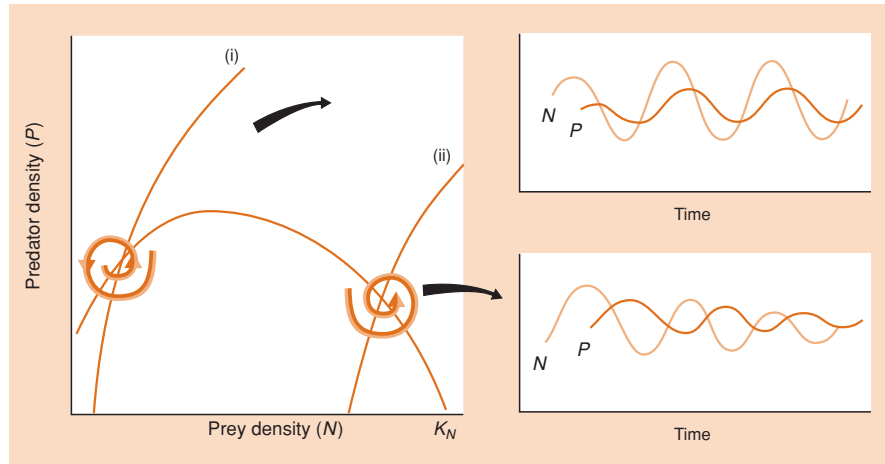 Predator density (P)
(i)
(ii)
Prey density (N)
K_N
N
P
Time
N
P
Time